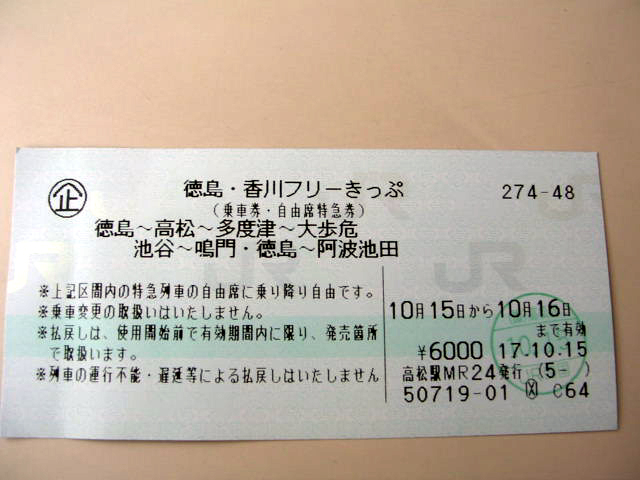 企 徳島・香川フリーきっぷ 274-48
(乗車券・自由席特急券)
徳島~高松~多度津~大歩危
池谷~鳴門・徳島~阿波池田
※上記区間内の特急列車の自由席に乗り降り自由です。
※乗車変更の取扱いはいたしません。
※払戻しは、使用開始前で有効期間内に限り、発売箇所
で取扱います。
※列車の運行不能・遅延等による払戻しはいたしません
10月15日から10月16日
まで有効
¥6000 17.10.15
高松駅MR24発行 (5- )
50719-01 X C64
JR